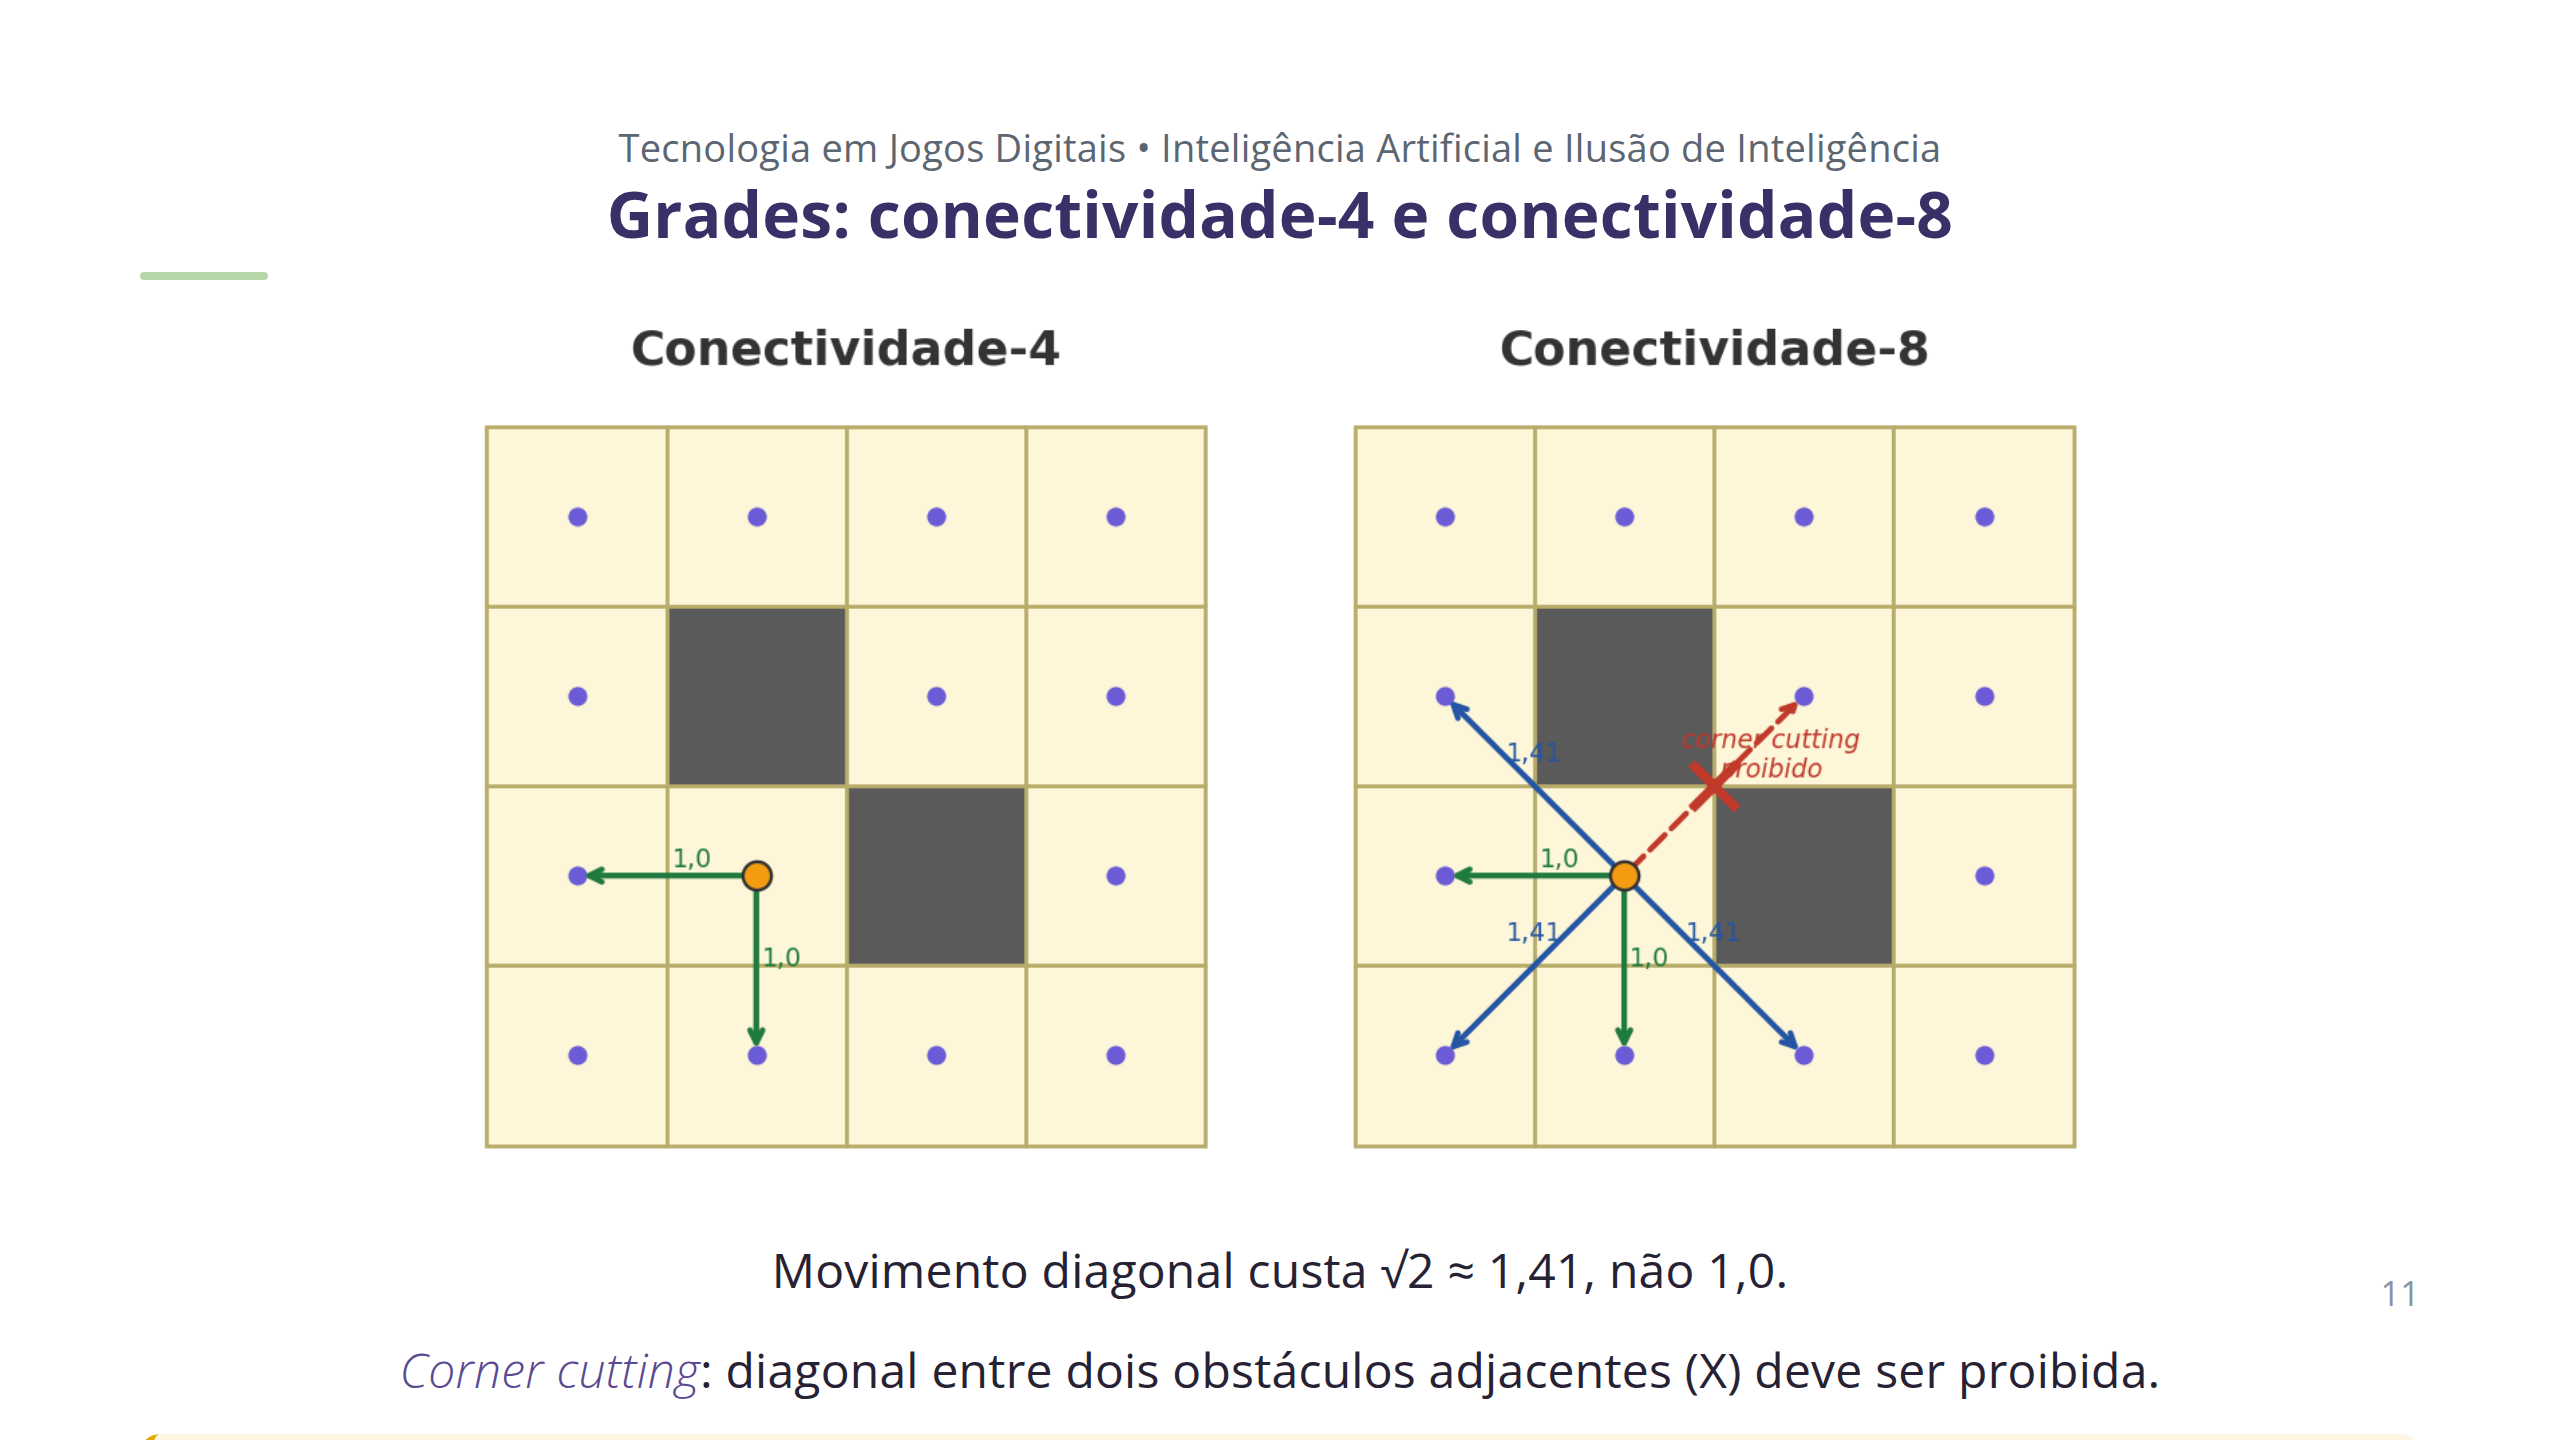 Tecnologia em Jogos Digitais • Inteligência Artificial e Ilusão de Inteligência
Grades: conectividade-4 e conectividade-8
Conectividade-4
Conectividade-8
1,0
1,0
1,41
corner cutting
proibido
1,0
1,41
1,41
1,0
Movimento diagonal custa √2 ≈ 1,41, não 1,0.
11
Corner cutting: diagonal entre dois obstáculos adjacentes (X) deve ser proibida.